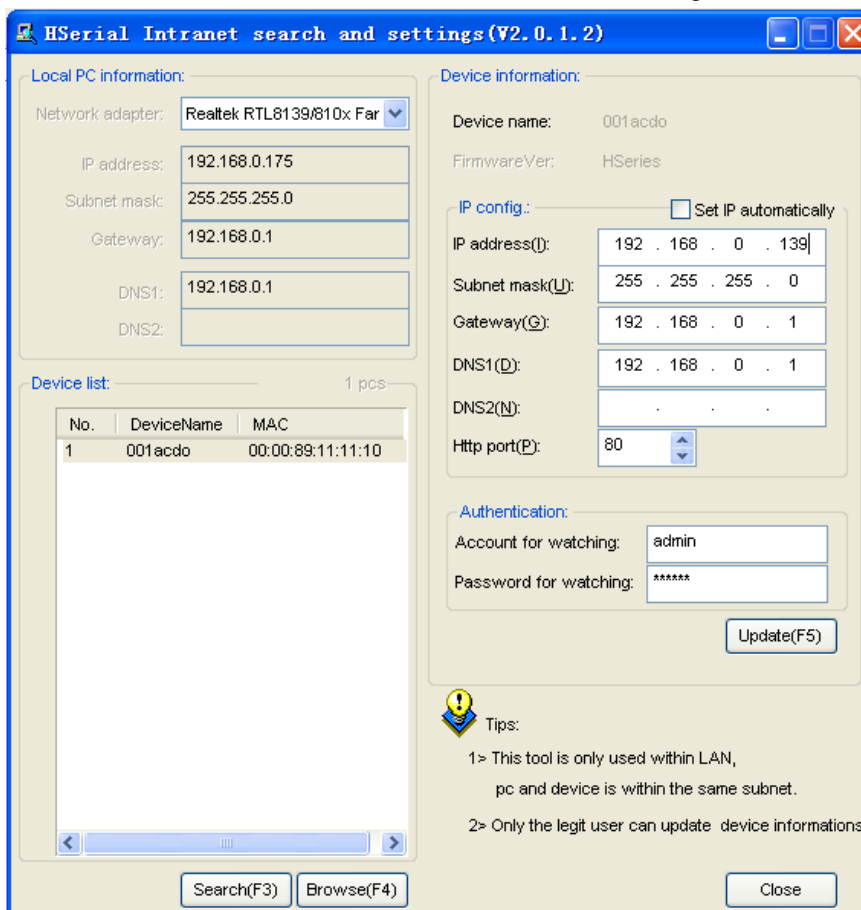 HSerial Intranet search and settings(V2.0.1.2)
Local PC information:
Network adapter: Realtek RTL8139/810x Far
IP address: 192.168.0.175
Subnet mask: 255.255.255.0
Gateway: 192.168.0.1
DNS1: 192.168.0.1
DNS2:
Device list: 1 pcs
No. DeviceName MAC
1 001acdo 00:00:89:11:11:10
Search(F3) Browse(F4)
Device information:
Device name: 001acdo
FirmwareVer: HSeries
IP config.: Set IP automatically
IP address(I): 192 . 168 . 0 . 139
Subnet mask(U): 255 . 255 . 255 . 0
Gateway(G): 192 . 168 . 0 . 1
DNS1(D): 192 . 168 . 0 . 1
DNS2(N): . . .
Http port(P): 80
Authentication:
Account for watching: admin
Password for watching: ******
Update(F5)
Tips:
1> This tool is only used within LAN,
pc and device is within the same subnet.
2> Only the legit user can update device informations
Close